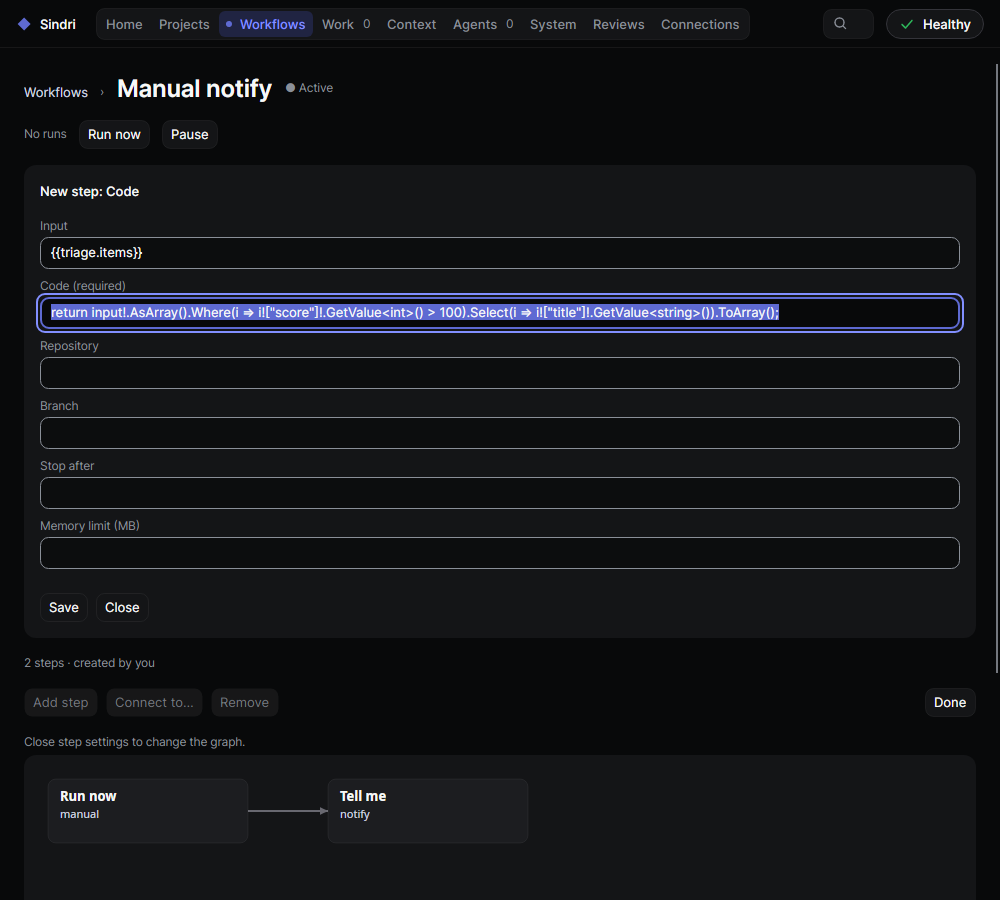 Sindri
Home Projects Workflows Work 0 Context Agents 0 System Reviews Connections
Healthy
Workflows › Manual notify Active
No runs Run now Pause
New step: Code
Input
{{triage.items}}
Code (required)
return input!.AsArray().Where(i => i!["score"]!.GetValue<int>() > 100).Select(i => i!["title"]!.GetValue<string>()).ToArray();
Repository
Branch
Stop after
Memory limit (MB)
Save Close
2 steps · created by you
Add step Connect to... Remove Done
Close step settings to change the graph.
Run now
manual
Tell me
notify